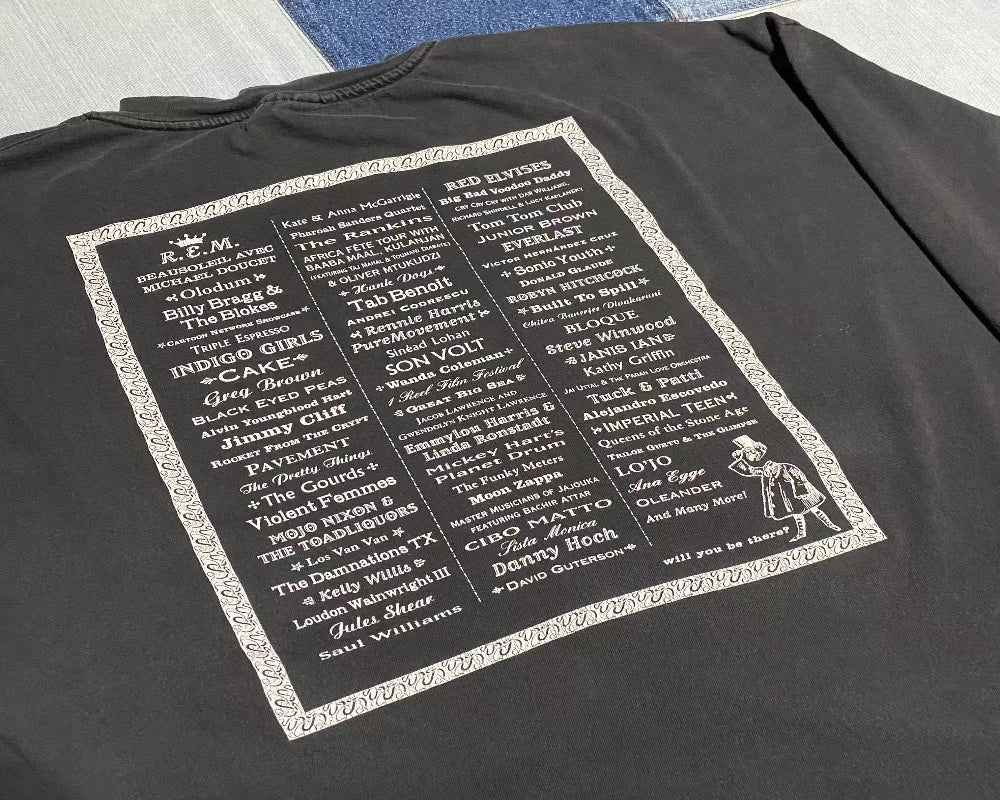 R.E.M.
BEAUSOLEIL AVEC
MICHAEL DOUCET
Olodum
Billy Bragg &
The Blokes
CARTOON NETWORK SHOWCASE
TRIPLE ESPRESSO
INDIGO GIRLS
CAKE
Greg Brown
BLACK EYED PEAS
Alvin Youngblood Hart
Jimmy Cliff
ROCKET FROM THE CRYPT
PAVEMENT
The Pretty Things
The Gourds
Violent Femmes
MOJO NIXON &
THE TOADLIQUORS
Los Van Van
The Damnations TX
Kelly Willis
Loudon Wainwright III
Jules Shear
Saul Williams
Kate & Anna McGarrigle
Pharoah Sanders Quartet
The Rankins
AFRICA FÊTE TOUR WITH
BAABA MAAL, KULANJAN
(FEATURING TAJ MAHAL & TOUMANI DIABATE)
& OLIVER MTUKUDZI
Hank Dogs
Tab Benoit
ANDREI CODRESCU
Rennie Harris
PureMovement
Sinéad Lohan
SON VOLT
Wanda Coleman
1 Reel Film Festival
GREAT BIG SEA
JACOB LAWRENCE AND
GWENDOLYN KNIGHT LAWRENCE
Emmylou Harris &
Linda Ronstadt
Mickey Hart's
Planet Drum
The Funky Meters
Moon Zappa
MASTER MUSICIANS OF JAJOUKA
FEATURING BACHIR ATTAR
CIBO MATTO
Sista Monica
Danny Hoch
DAVID GUTERSON
RED ELVISES
Big Bad Voodoo Daddy
CRY CRY CRY WITH DAR WILLIAMS,
RICHARD SHINDELL & LUCY KAPLANSKY
Tom Tom Club
JUNIOR BROWN
EVERLAST
VICTOR HERNÁNDEZ CRUZ
Sonic Youth
DONALD GLAUDE
ROBYN HITCHCOCK
Built To Spill
Chitra Banerjee Divakaruni
BLOQUE
Steve Winwood
JANIS IAN
Kathy Griffin
JAI UTTAL & THE PAGAN LOVE ORCHESTRA
Tuck & Patti
Alejandro Escovedo
IMPERIAL TEEN
Queens of the Stone Age
TRILOK GURTU & THE GLIMPSE
LO'JO
Ana Egge
OLEANDER
And Many More!
will you be there?